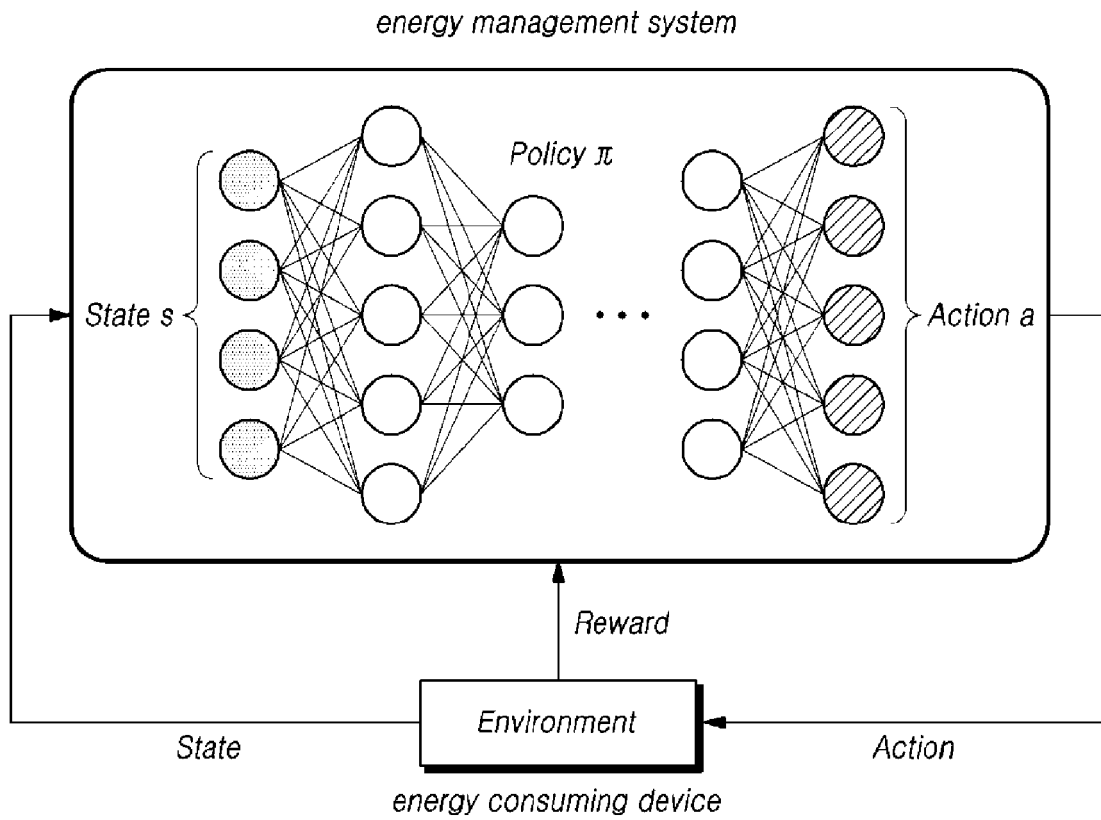 energy management system
Policy π
State s
• • •
Action a
Reward
Environment
State
Action
energy consuming device